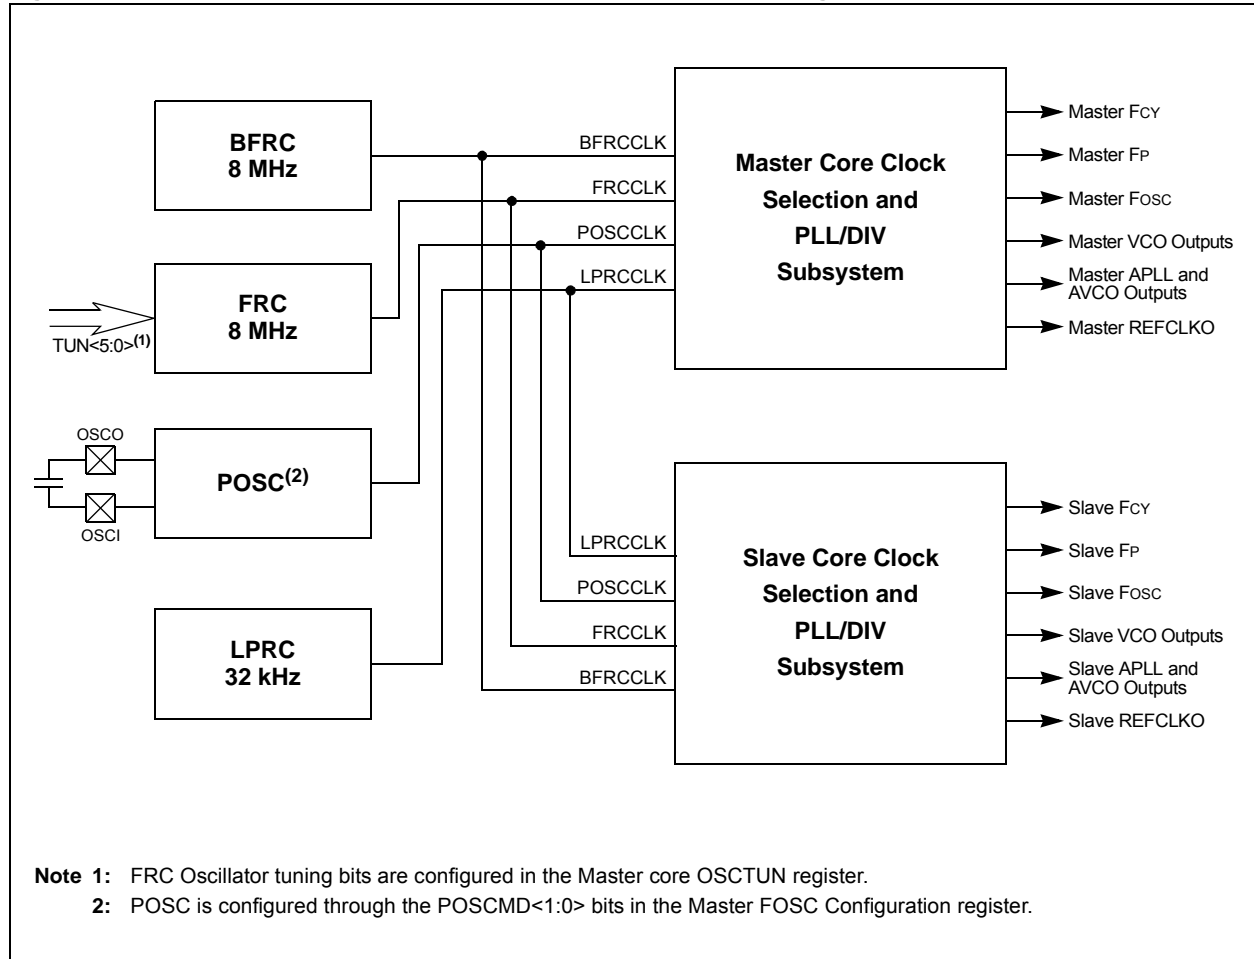 BFRC
8 MHz
FRC
8 MHz
TUN<5:0>(1)
OSCO
OSCI
POSC(2)
LPRC
32 kHz
BFRCCLK
FRCCLK
POSCCLK
LPRCCLK
Master Core Clock
Selection and
PLL/DIV
Subsystem
Master FCY
Master FP
Master FOSC
Master VCO Outputs
Master APLL and
AVCO Outputs
Master REFCLKO
LPRCCLK
POSCCLK
FRCCLK
BFRCCLK
Slave Core Clock
Selection and
PLL/DIV
Subsystem
Slave FCY
Slave FP
Slave FOSC
Slave VCO Outputs
Slave APLL and
AVCO Outputs
Slave REFCLKO
Note 1: FRC Oscillator tuning bits are configured in the Master core OSCTUN register.
2: POSC is configured through the POSCMD<1:0> bits in the Master FOSC Configuration register.